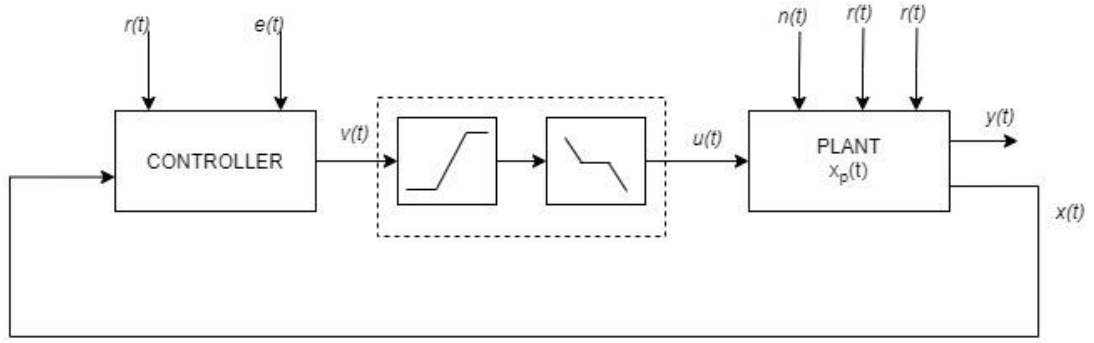 r(t)
e(t)
n(t)
r(t)
r(t)
CONTROLLER
v(t)
u(t)
PLANT
xp(t)
y(t)
x(t)